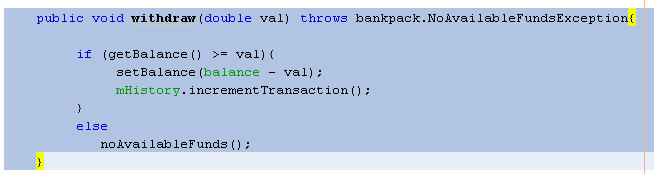 public void withdraw(double val) throws bankpack.NoAvailableFundsException{
if (getBalance() >= val){
setBalance(balance - val);
mHistory.incrementTransaction();
}
else
noAvailableFunds();
}